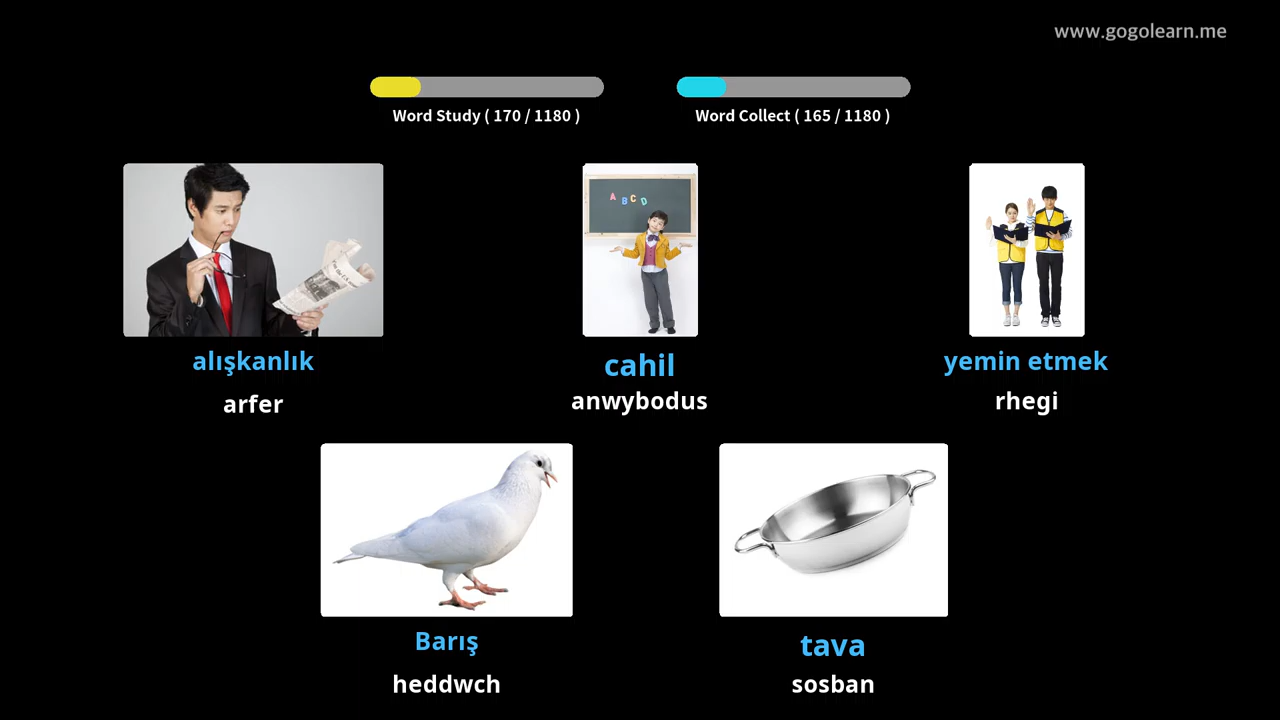 www.gogolearn.me
Word Study ( 170 / 1180 )
Word Collect ( 165 / 1180 )
A B C D
alışkanlık
cahil
yemin etmek
arfer
anwybodus
rhegi
Barış
tava
heddwch
sosban